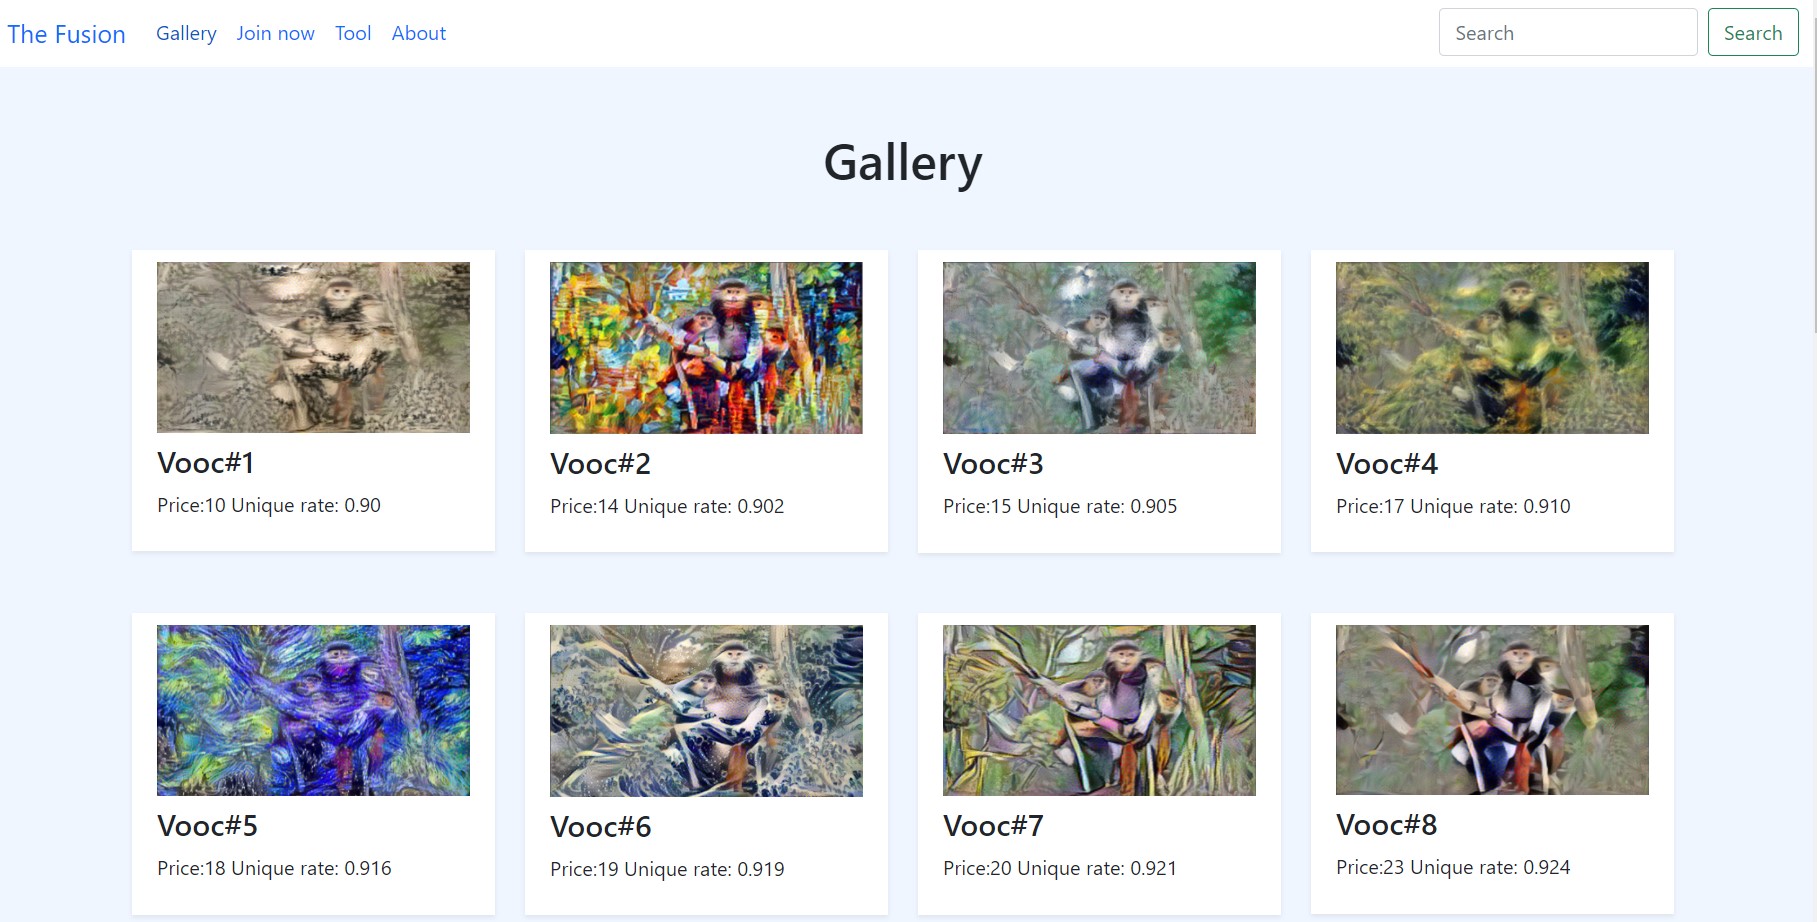 The Fusion Gallery Join now Tool About Search Search
Gallery
Vooc#1
Price:10 Unique rate: 0.90
Vooc#2
Price:14 Unique rate: 0.902
Vooc#3
Price:15 Unique rate: 0.905
Vooc#4
Price:17 Unique rate: 0.910
Vooc#5
Price:18 Unique rate: 0.916
Vooc#6
Price:19 Unique rate: 0.919
Vooc#7
Price:20 Unique rate: 0.921
Vooc#8
Price:23 Unique rate: 0.924